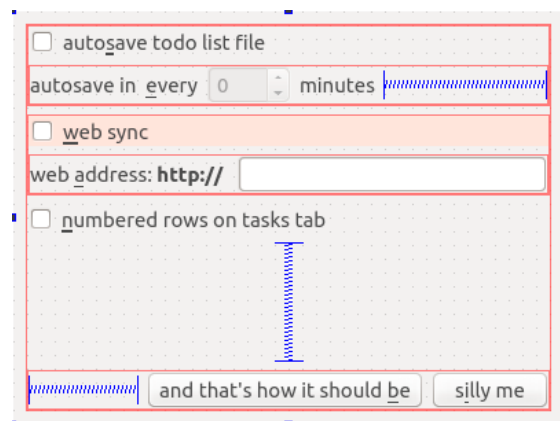 autosave todo list file
autosave in every 0 minutes
web sync
web address: http://
numbered rows on tasks tab
and that's how it should be silly me